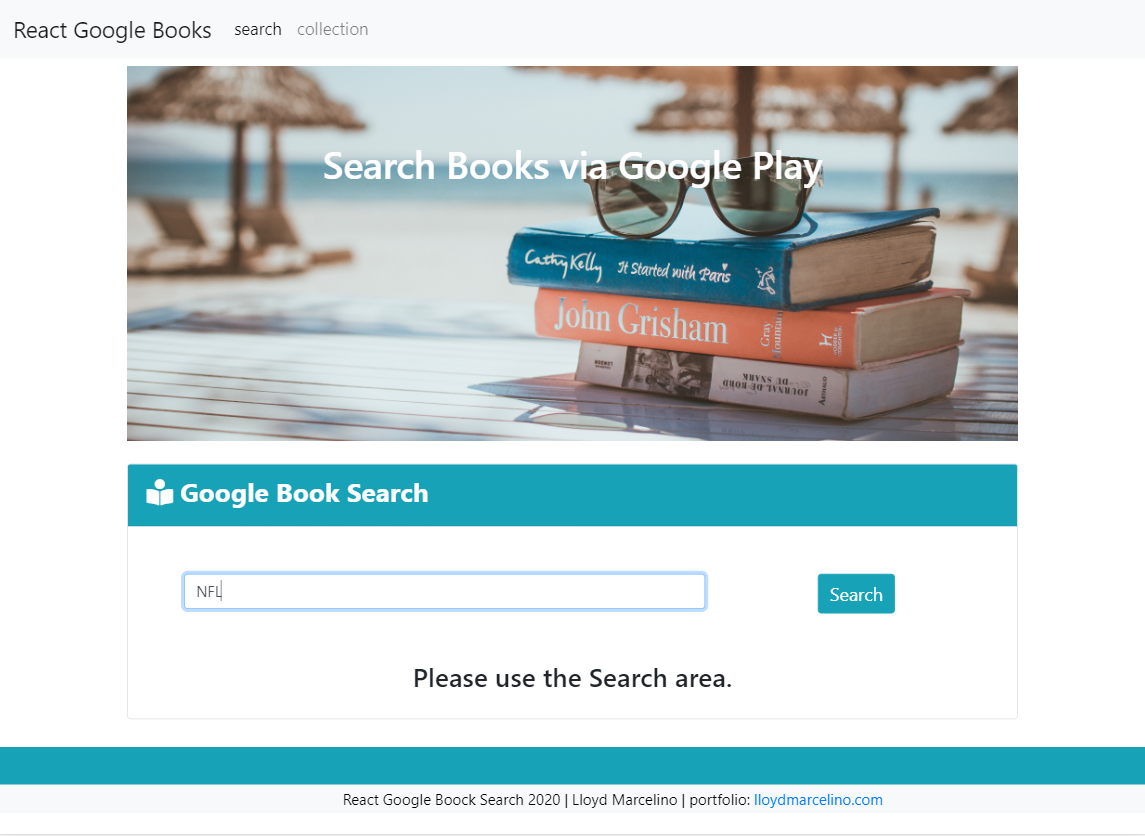 React Google Books search collection
Search Books via Google Play
Cathy Kelly It Started with Paris
John Grisham Gray Mountain
JOURNAL DE BORD
DU SNARK
Google Book Search
NFL
Search
Please use the Search area.
React Google Boock Search 2020 | Lloyd Marcelino | portfolio: lloydmarcelino.com